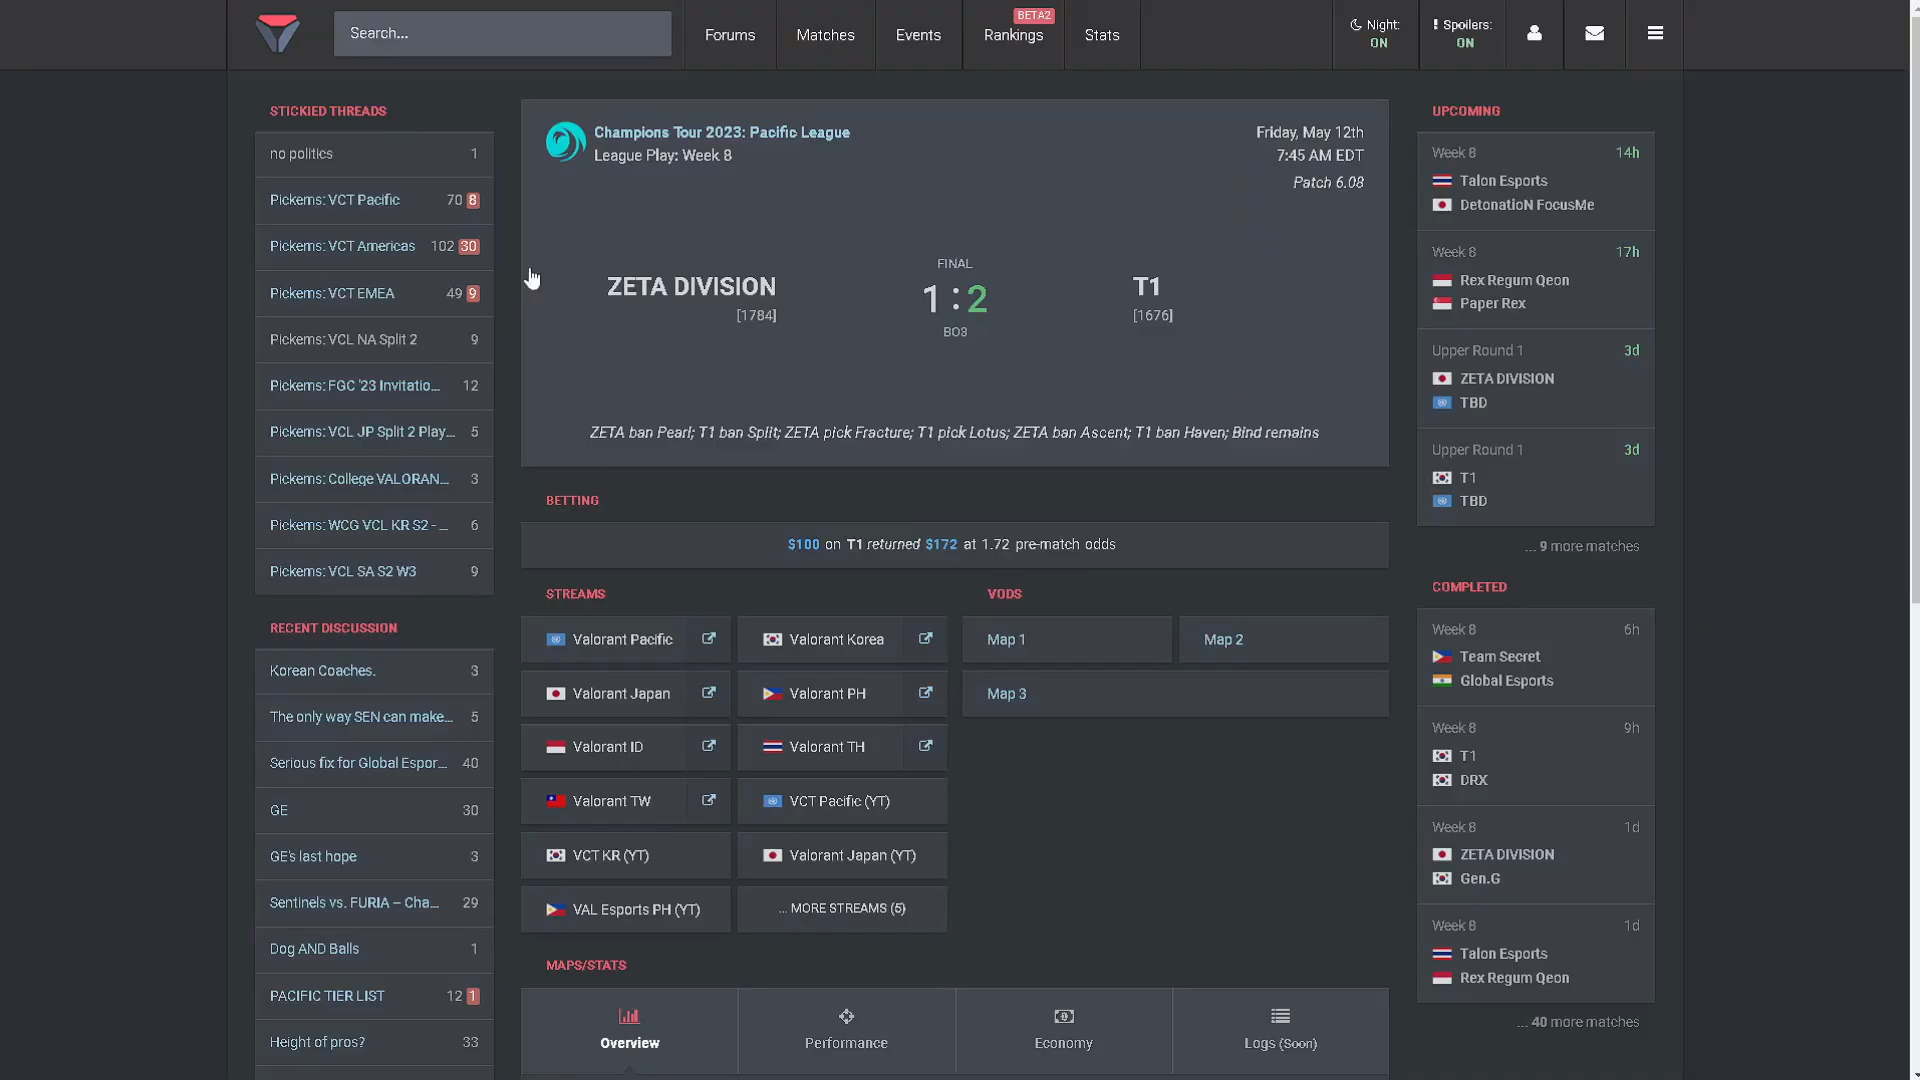 Search...
Forums
Matches
Events
BETA2
Rankings
Stats
Night:
ON
Spoilers:
ON
STICKIED THREADS
no politics 1
Pickems: VCT Pacific 70 8
Pickems: VCT Americas 102 30
Pickems: VCT EMEA 49 9
Pickems: VCL NA Split 2 9
Pickems: FGC '23 Invitatio... 12
Pickems: VCL JP Split 2 Play... 5
Pickems: College VALORAN... 3
Pickems: WCG VCL KR S2 - ... 6
Pickems: VCL SA S2 W3 9
RECENT DISCUSSION
Korean Coaches. 3
The only way SEN can make... 5
Serious fix for Global Espor... 40
GE 30
GE's last hope 3
Sentinels vs. FURIA – Cha... 29
Dog AND Balls 1
PACIFIC TIER LIST 12 1
Height of pros? 33
Champions Tour 2023: Pacific League
League Play: Week 8
Friday, May 12th
7:45 AM EDT
Patch 6.08
ZETA DIVISION
[1784]
FINAL
1 : 2
BO3
T1
[1676]
ZETA ban Pearl; T1 ban Split; ZETA pick Fracture; T1 pick Lotus; ZETA ban Ascent; T1 ban Haven; Bind remains
BETTING
$100 on T1 returned $172 at 1.72 pre-match odds
STREAMS
Valorant Pacific
Valorant Korea
Valorant Japan
Valorant PH
Valorant ID
Valorant TH
Valorant TW
VCT Pacific (YT)
VCT KR (YT)
Valorant Japan (YT)
VAL Esports PH (YT)
... MORE STREAMS (5)
VODS
Map 1
Map 2
Map 3
MAPS/STATS
Overview
Performance
Economy
Logs (Soon)
UPCOMING
Week 8 14h
Talon Esports
DetonatioN FocusMe
Week 8 17h
Rex Regum Qeon
Paper Rex
Upper Round 1 3d
ZETA DIVISION
TBD
Upper Round 1 3d
T1
TBD
... 9 more matches
COMPLETED
Week 8 6h
Team Secret
Global Esports
Week 8 9h
T1
DRX
Week 8 1d
ZETA DIVISION
Gen.G
Week 8 1d
Talon Esports
Rex Regum Qeon
... 40 more matches